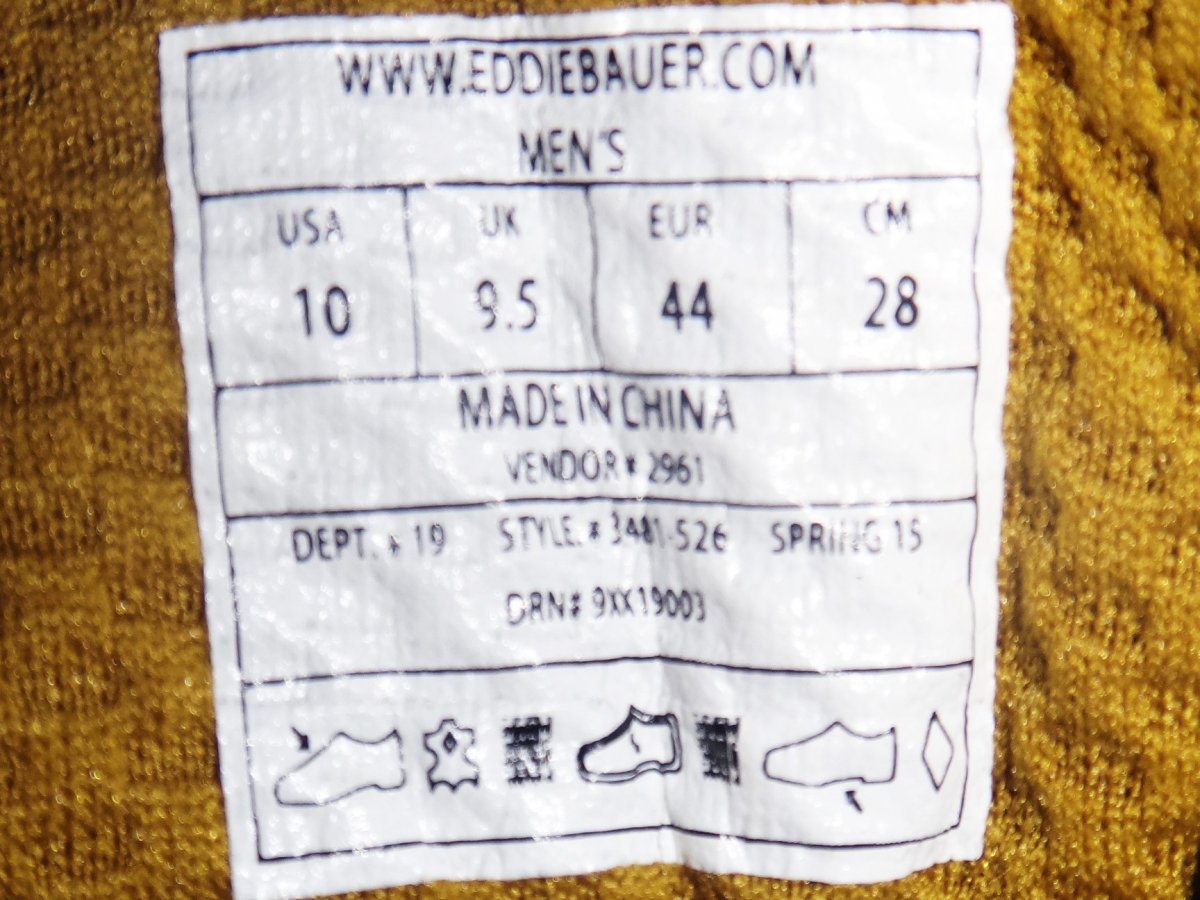 WWW.EDDIEBAUER.COM
MEN'S
USA UK EUR CM
10 9.5 44 28
MADE IN CHINA
VENDOR# 2961
DEPT. # 19 STYLE. # 3481-526 SPRING 15
DRN# 9XX19003